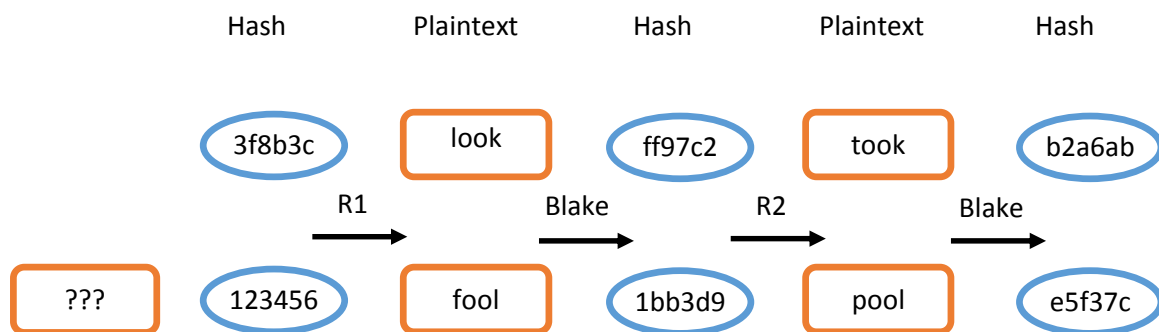 Hash Plaintext Hash Plaintext Hash
3f8b3c look ff97c2 took b2a6ab
R1 Blake R2 Blake
??? 123456 fool 1bb3d9 pool e5f37c